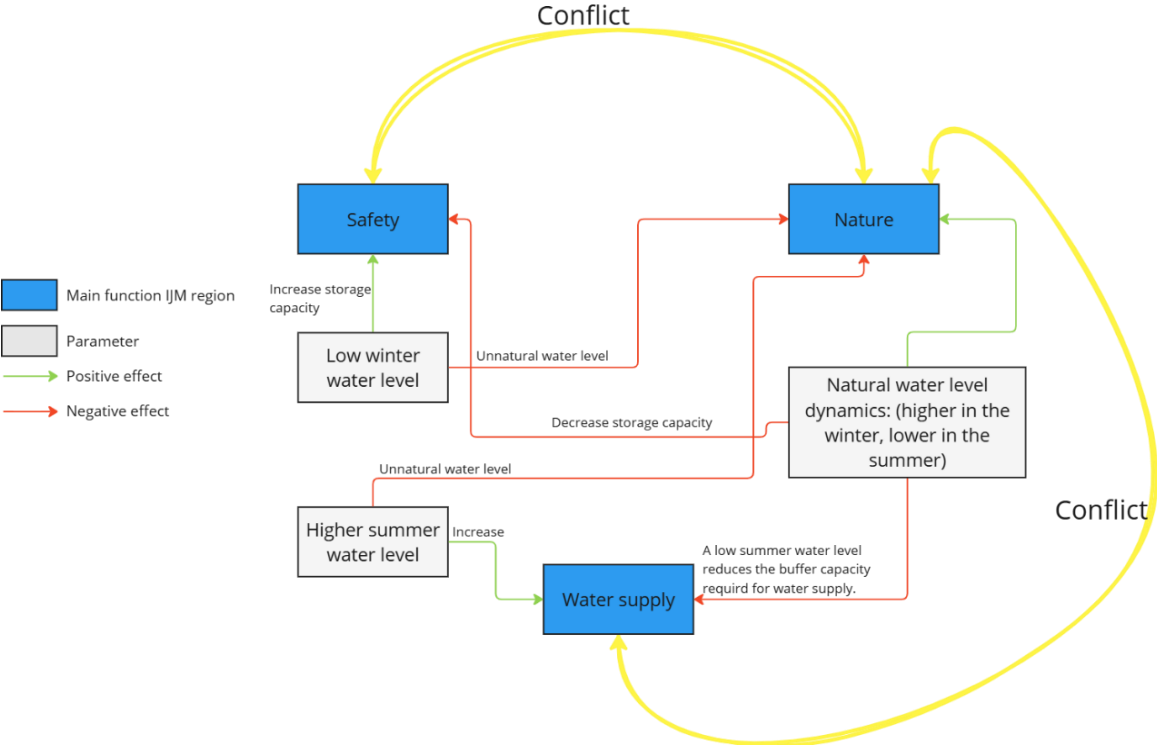 Conflict
Safety
Nature
Increase storage
capacity
Main function IJM region
Parameter
Positive effect
Negative effect
Low winter
water level
Unnatural water level
Natural water level
dynamics: (higher in the
winter, lower in the
summer)
Decrease storage capacity
Unnatural water level
Higher summer
water level
Increase
Conflict
A low summer water level
reduces the buffer capacity
requird for water supply.
Water supply